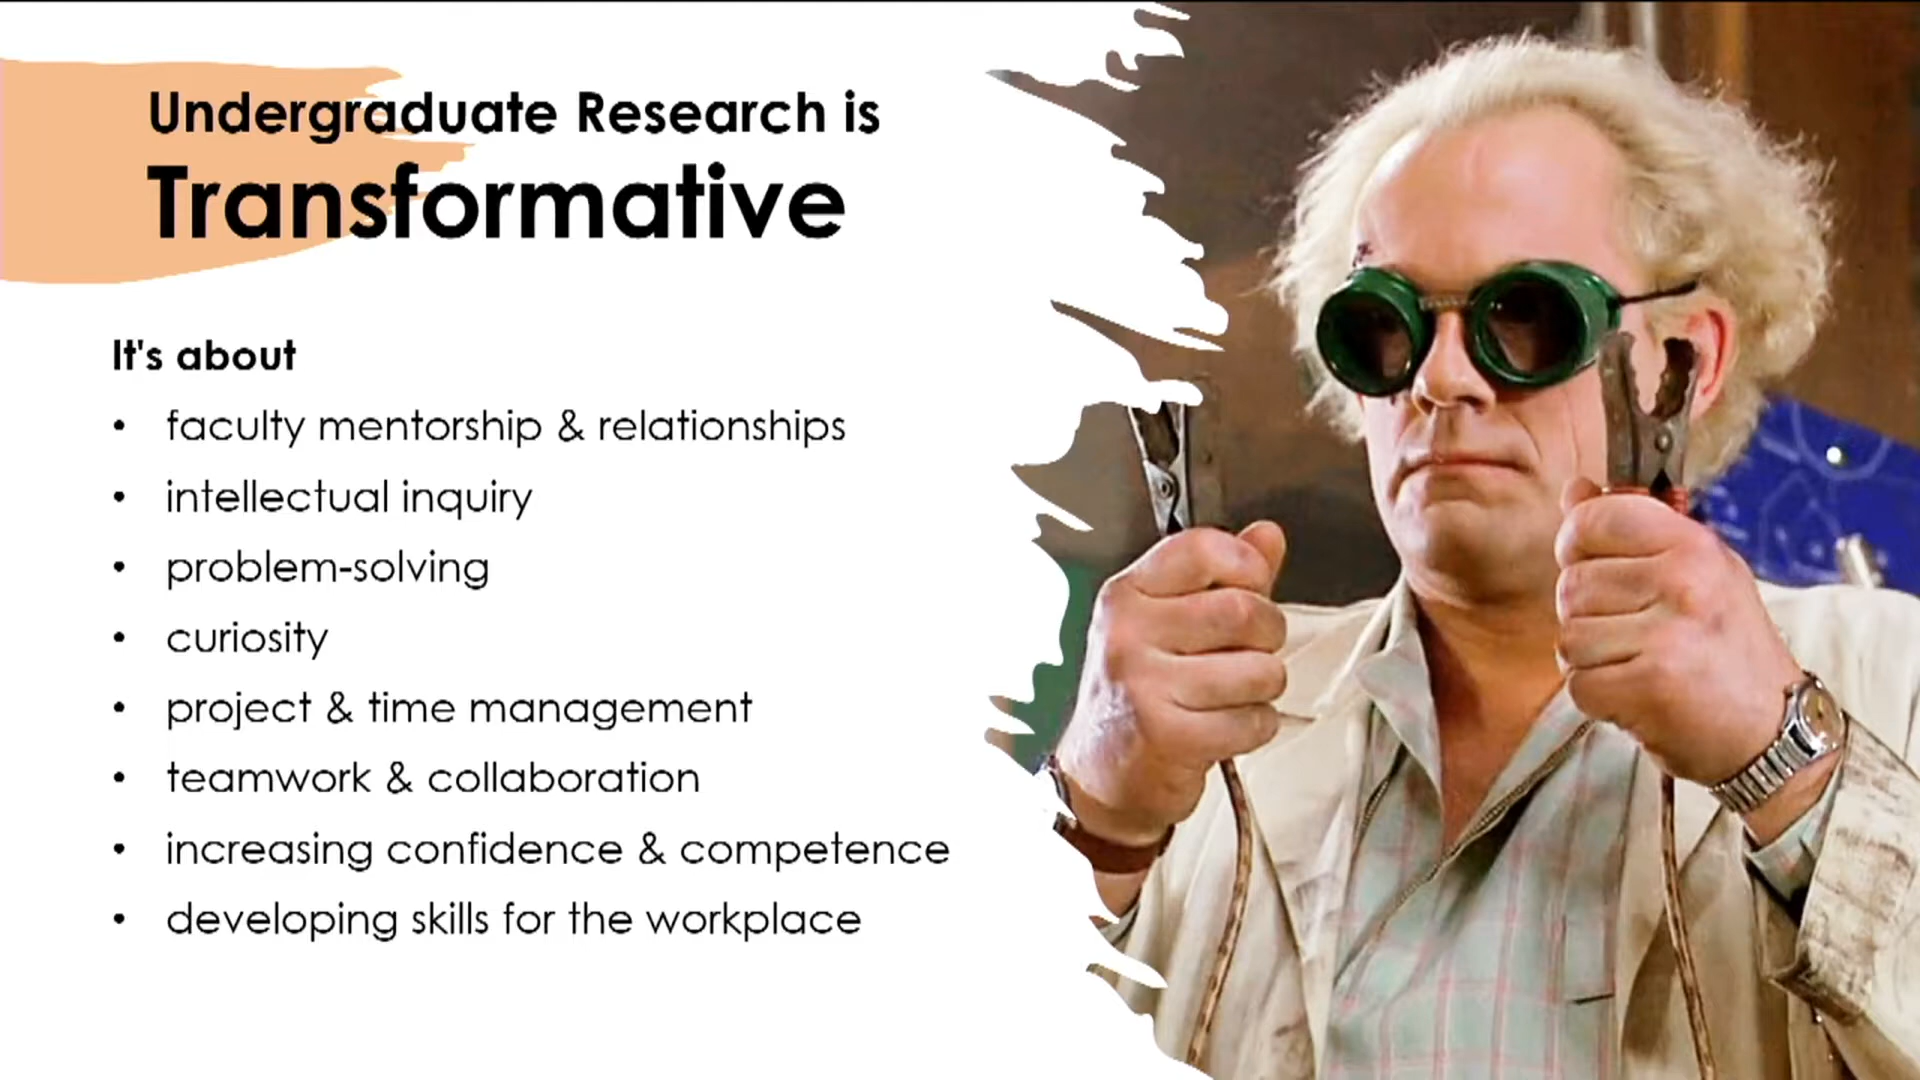 Undergraduate Research is
Transformative
It's about
• faculty mentorship & relationships
• intellectual inquiry
• problem-solving
• curiosity
• project & time management
• teamwork & collaboration
• increasing confidence & competence
• developing skills for the workplace